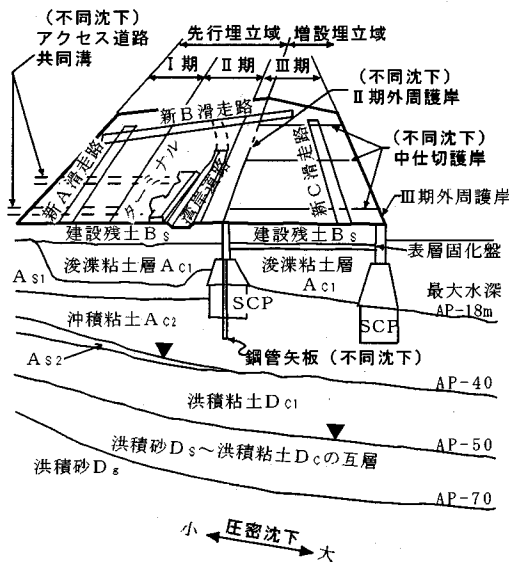 (不同沈下)
アクセス道路
共同溝
先行埋立域
増設埋立域
Ⅰ期
Ⅱ期
Ⅲ期
(不同沈下)
Ⅱ期外周護岸
新B滑走路
(不同沈下)
中仕切護岸
新A滑走路
ターミナル
湾岸道路
新C滑走路
Ⅲ期外周護岸
建設残土BS
建設残土BS
表層固化盤
浚渫粘土層AC1
浚渫粘土層
AC1
AS1
SCP
SCP
最大水深
AP-18m
沖積粘土AC2
鋼管矢板(不同沈下)
AS2
AP-40
洪積粘土DC1
AP-50
洪積砂DS~洪積粘土DCの互層
洪積砂Dg
AP-70
小 圧密沈下 大